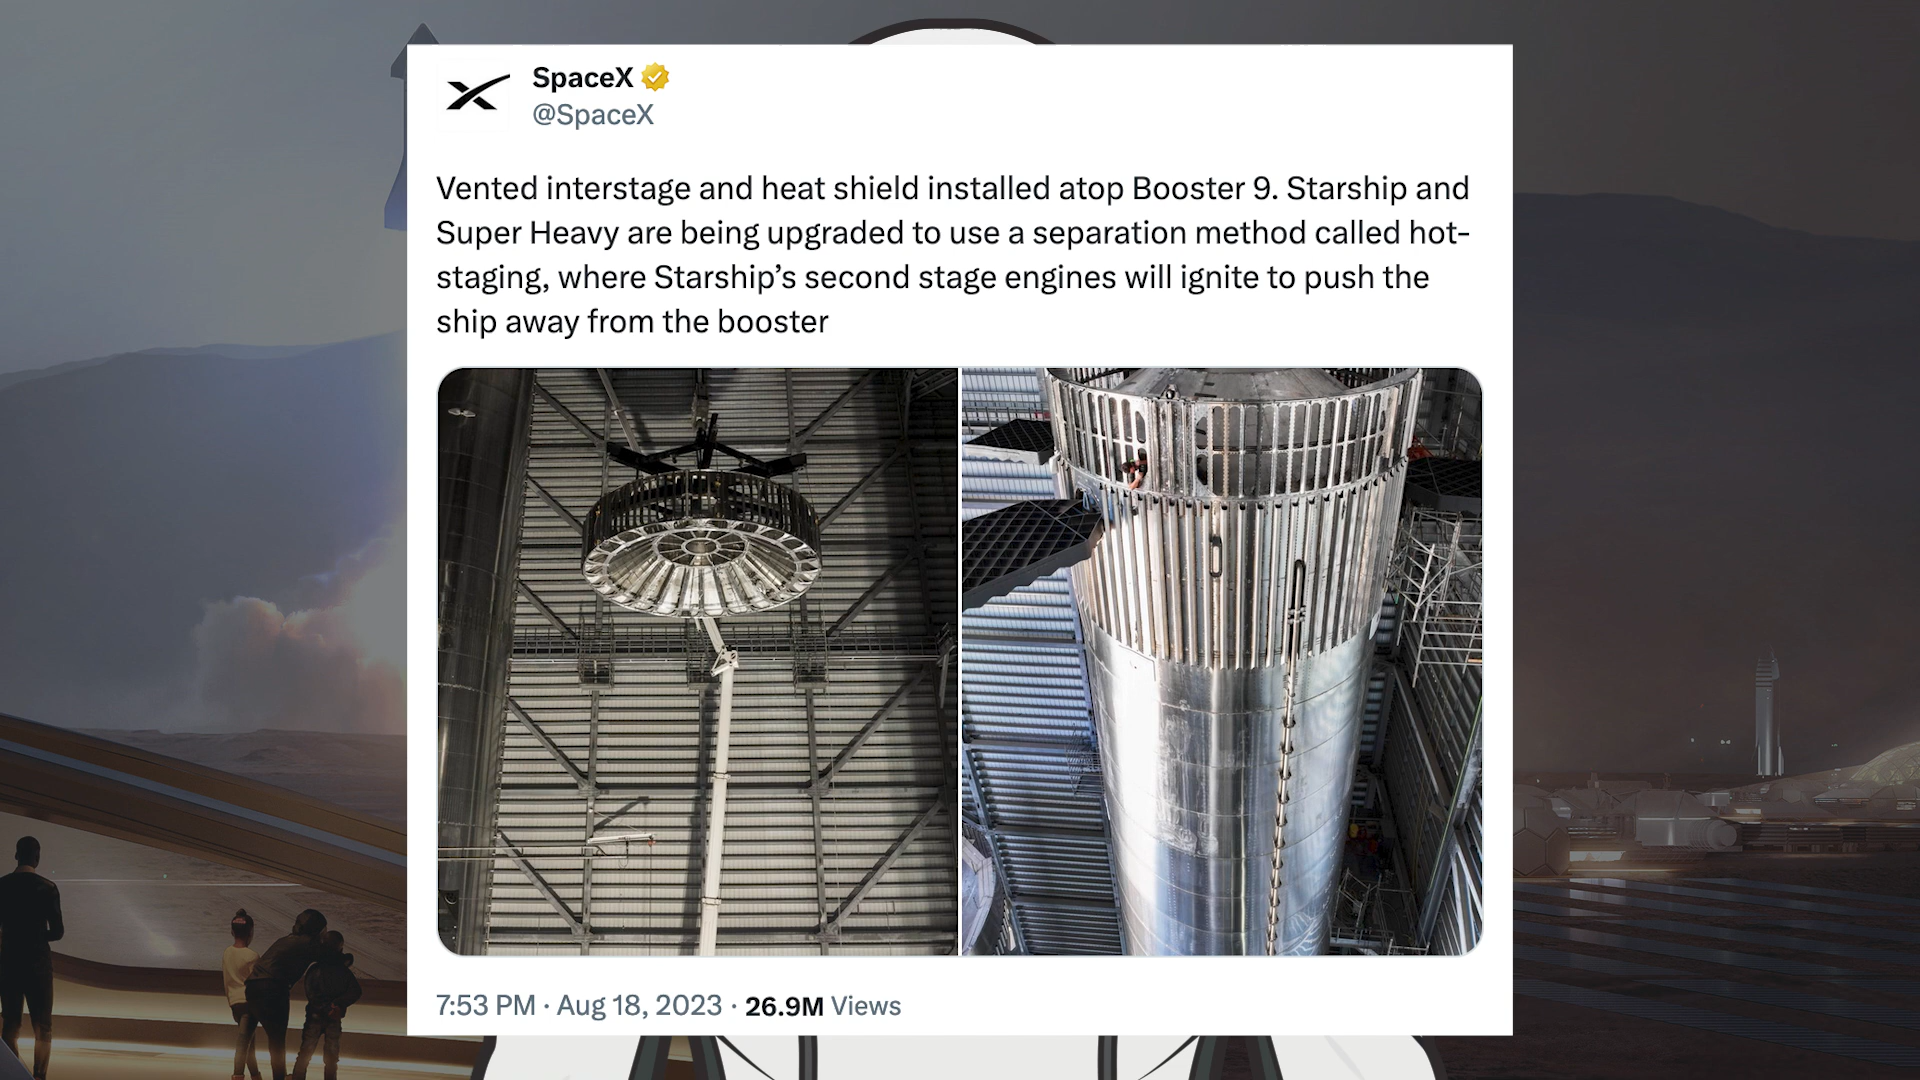 SpaceX
@SpaceX
Vented interstage and heat shield installed atop Booster 9. Starship and
Super Heavy are being upgraded to use a separation method called hot-
staging, where Starship’s second stage engines will ignite to push the
ship away from the booster
7:53 PM · Aug 18, 2023 · 26.9M Views